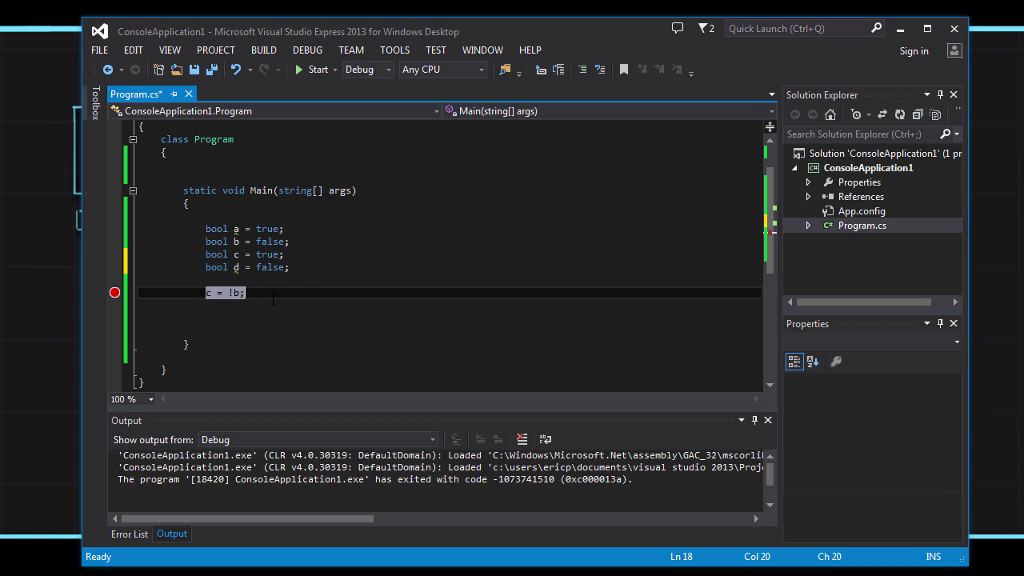 ConsoleApplication1 - Microsoft Visual Studio Express 2013 for Windows Desktop
2
Quick Launch (Ctrl+Q)
FILE EDIT VIEW PROJECT BUILD DEBUG TEAM TOOLS TEST WINDOW HELP
Sign in
Start Debug Any CPU
Toolbox
Program.cs*
ConsoleApplication1.Program
Main(string[] args)
{
class Program
{
static void Main(string[] args)
{
bool a = true;
bool b = false;
bool c = true;
bool d = false;
c = !b;
}
}
}
100 %
Solution Explorer
Search Solution Explorer (Ctrl+;)
Solution 'ConsoleApplication1' (1 pr
ConsoleApplication1
Properties
References
App.config
Program.cs
Properties
Output
Show output from: Debug
'ConsoleApplication1.exe' (CLR v4.0.30319: DefaultDomain): Loaded 'C:\Windows\Microsoft.Net\assembly\GAC_32\mscorlib
'ConsoleApplication1.exe' (CLR v4.0.30319: DefaultDomain): Loaded 'c:\users\ericp\documents\visual studio 2013\Proje
The program '[18420] ConsoleApplication1.exe' has exited with code -1073741510 (0xc000013a).
Error List Output
Ready
Ln 18 Col 20 Ch 20 INS